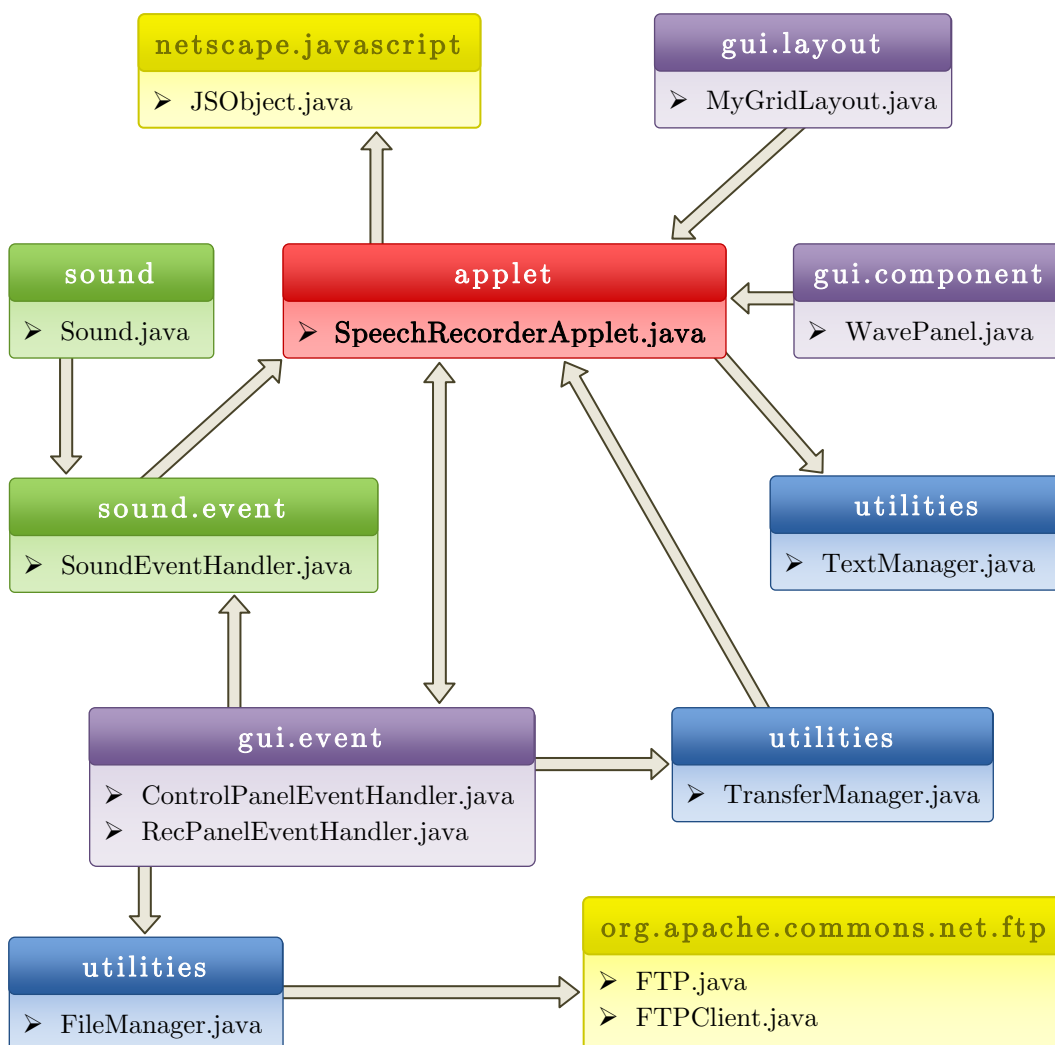 netscape.javascript
➢ JSObject.java
gui.layout
➢ MyGridLayout.java
sound
➢ Sound.java
applet
➢ SpeechRecorderApplet.java
gui.component
➢ WavePanel.java
sound.event
➢ SoundEventHandler.java
utilities
➢ TextManager.java
gui.event
➢ ControlPanelEventHandler.java
➢ RecPanelEventHandler.java
utilities
➢ TransferManager.java
utilities
➢ FileManager.java
org.apache.commons.net.ftp
➢ FTP.java
➢ FTPClient.java